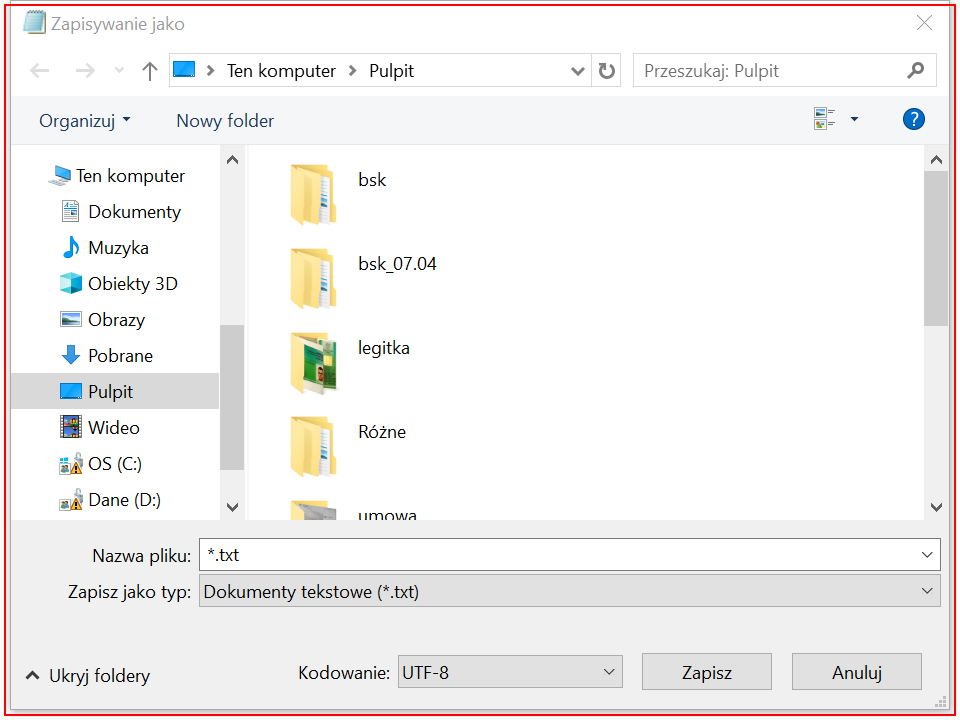 Zapisywanie jako
Ten komputer > Pulpit
Przeszukaj: Pulpit
Organizuj
Nowy folder
?
Ten komputer
Dokumenty
Muzyka
Obiekty 3D
Obrazy
Pobrane
Pulpit
Wideo
OS (C:)
Dane (D:)
bsk
bsk_07.04
legitka
Różne
umowa
Nazwa pliku: *.txt
Zapisz jako typ: Dokumenty tekstowe (*.txt)
Ukryj foldery
Kodowanie: UTF-8
Zapisz
Anuluj